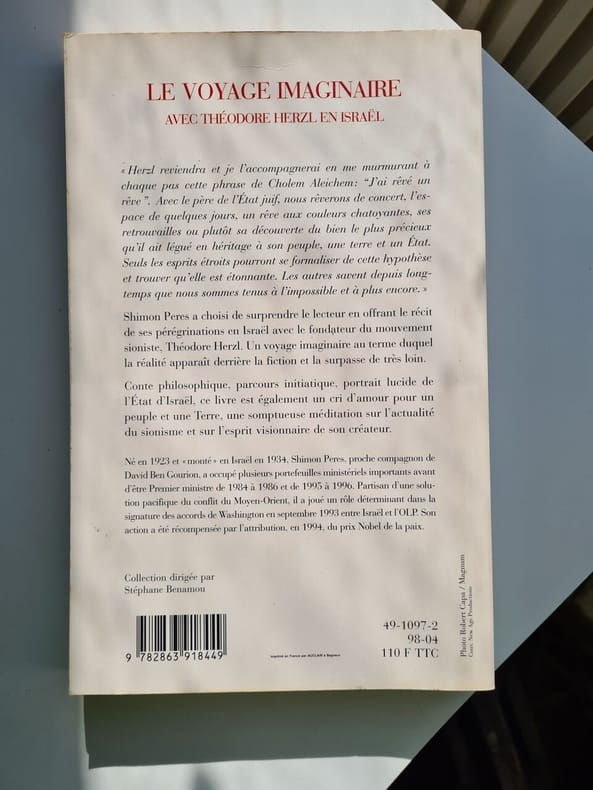 LE VOYAGE IMAGINAIRE
AVEC THÉODORE HERZL EN ISRAËL
« Herzl reviendra et je l'accompagnerai en me murmurant à
chaque pas cette phrase de Cholem Aleichem : "J'ai rêvé un
rêve". Avec le père de l'État juif, nous rêverons de concert, l'es-
pace de quelques jours, un rêve aux couleurs chatoyantes, ses
retrouvailles ou plutôt sa découverte du bien le plus précieux
qu'il ait légué en héritage à son peuple, une terre et un État.
Seuls les esprits étroits pourront se formaliser de cette hypothèse
et trouver qu'elle est étonnante. Les autres savent depuis long-
temps que nous sommes tenus à l'impossible et à plus encore. »
Shimon Peres a choisi de surprendre le lecteur en offrant le récit
de ses pérégrinations en Israël avec le fondateur du mouvement
sioniste, Théodore Herzl. Un voyage imaginaire au terme duquel
la réalité apparaît derrière la fiction et la surpasse de très loin.
Conte philosophique, parcours initiatique, portrait lucide de
l'État d'Israël, ce livre est également un cri d'amour pour un
peuple et une Terre, une somptueuse méditation sur l'actualité
du sionisme et sur l'esprit visionnaire de son créateur.
Né en 1923 et « monté » en Israël en 1934, Shimon Peres, proche compagnon de
David Ben Gourion, a occupé plusieurs portefeuilles ministériels importants avant
d'être Premier ministre de 1984 à 1986 et de 1995 à 1996. Partisan d'une solu-
tion pacifique du conflit du Moyen-Orient, il a joué un rôle déterminant dans la
signature des accords de Washington en septembre 1993 entre Israël et l'OLP. Son
action a été récompensée par l'attribution, en 1994, du prix Nobel de la paix.
Collection dirigée par
Stéphane Benamou
9 782863 918449
Imprimé en France par AUCLAIR à Bagneux
49-1097-2
98-04
110 F TTC
Photo Robert Capa / Magnum
Conc. New Age Productions